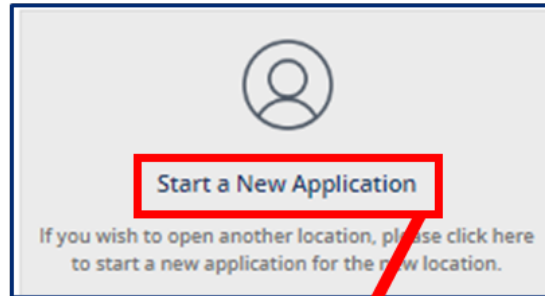 Start a New Application
If you wish to open another location, please click here
to start a new application for the new location.